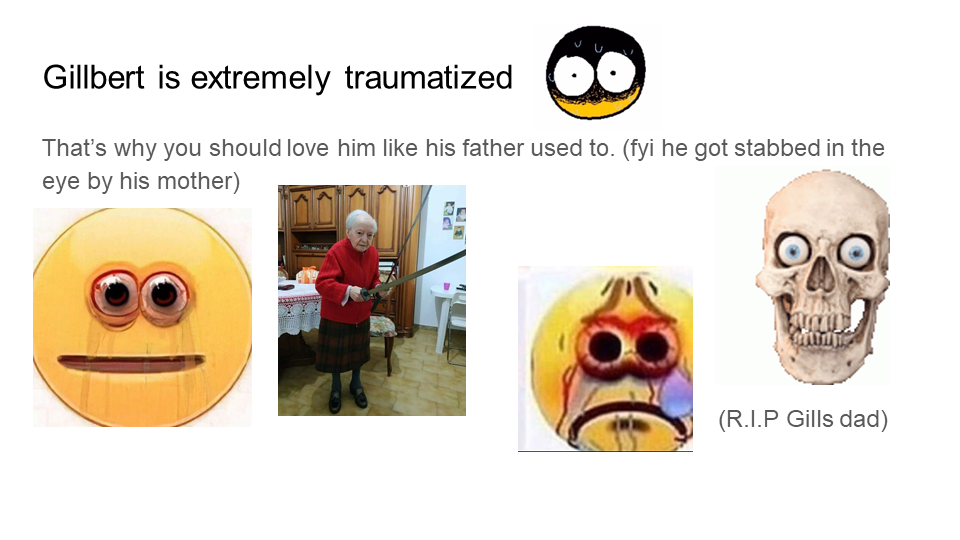 Gillbert is extremely traumatized
That’s why you should love him like his father used to. (fyi he got stabbed in the
eye by his mother)
(R.I.P Gills dad)